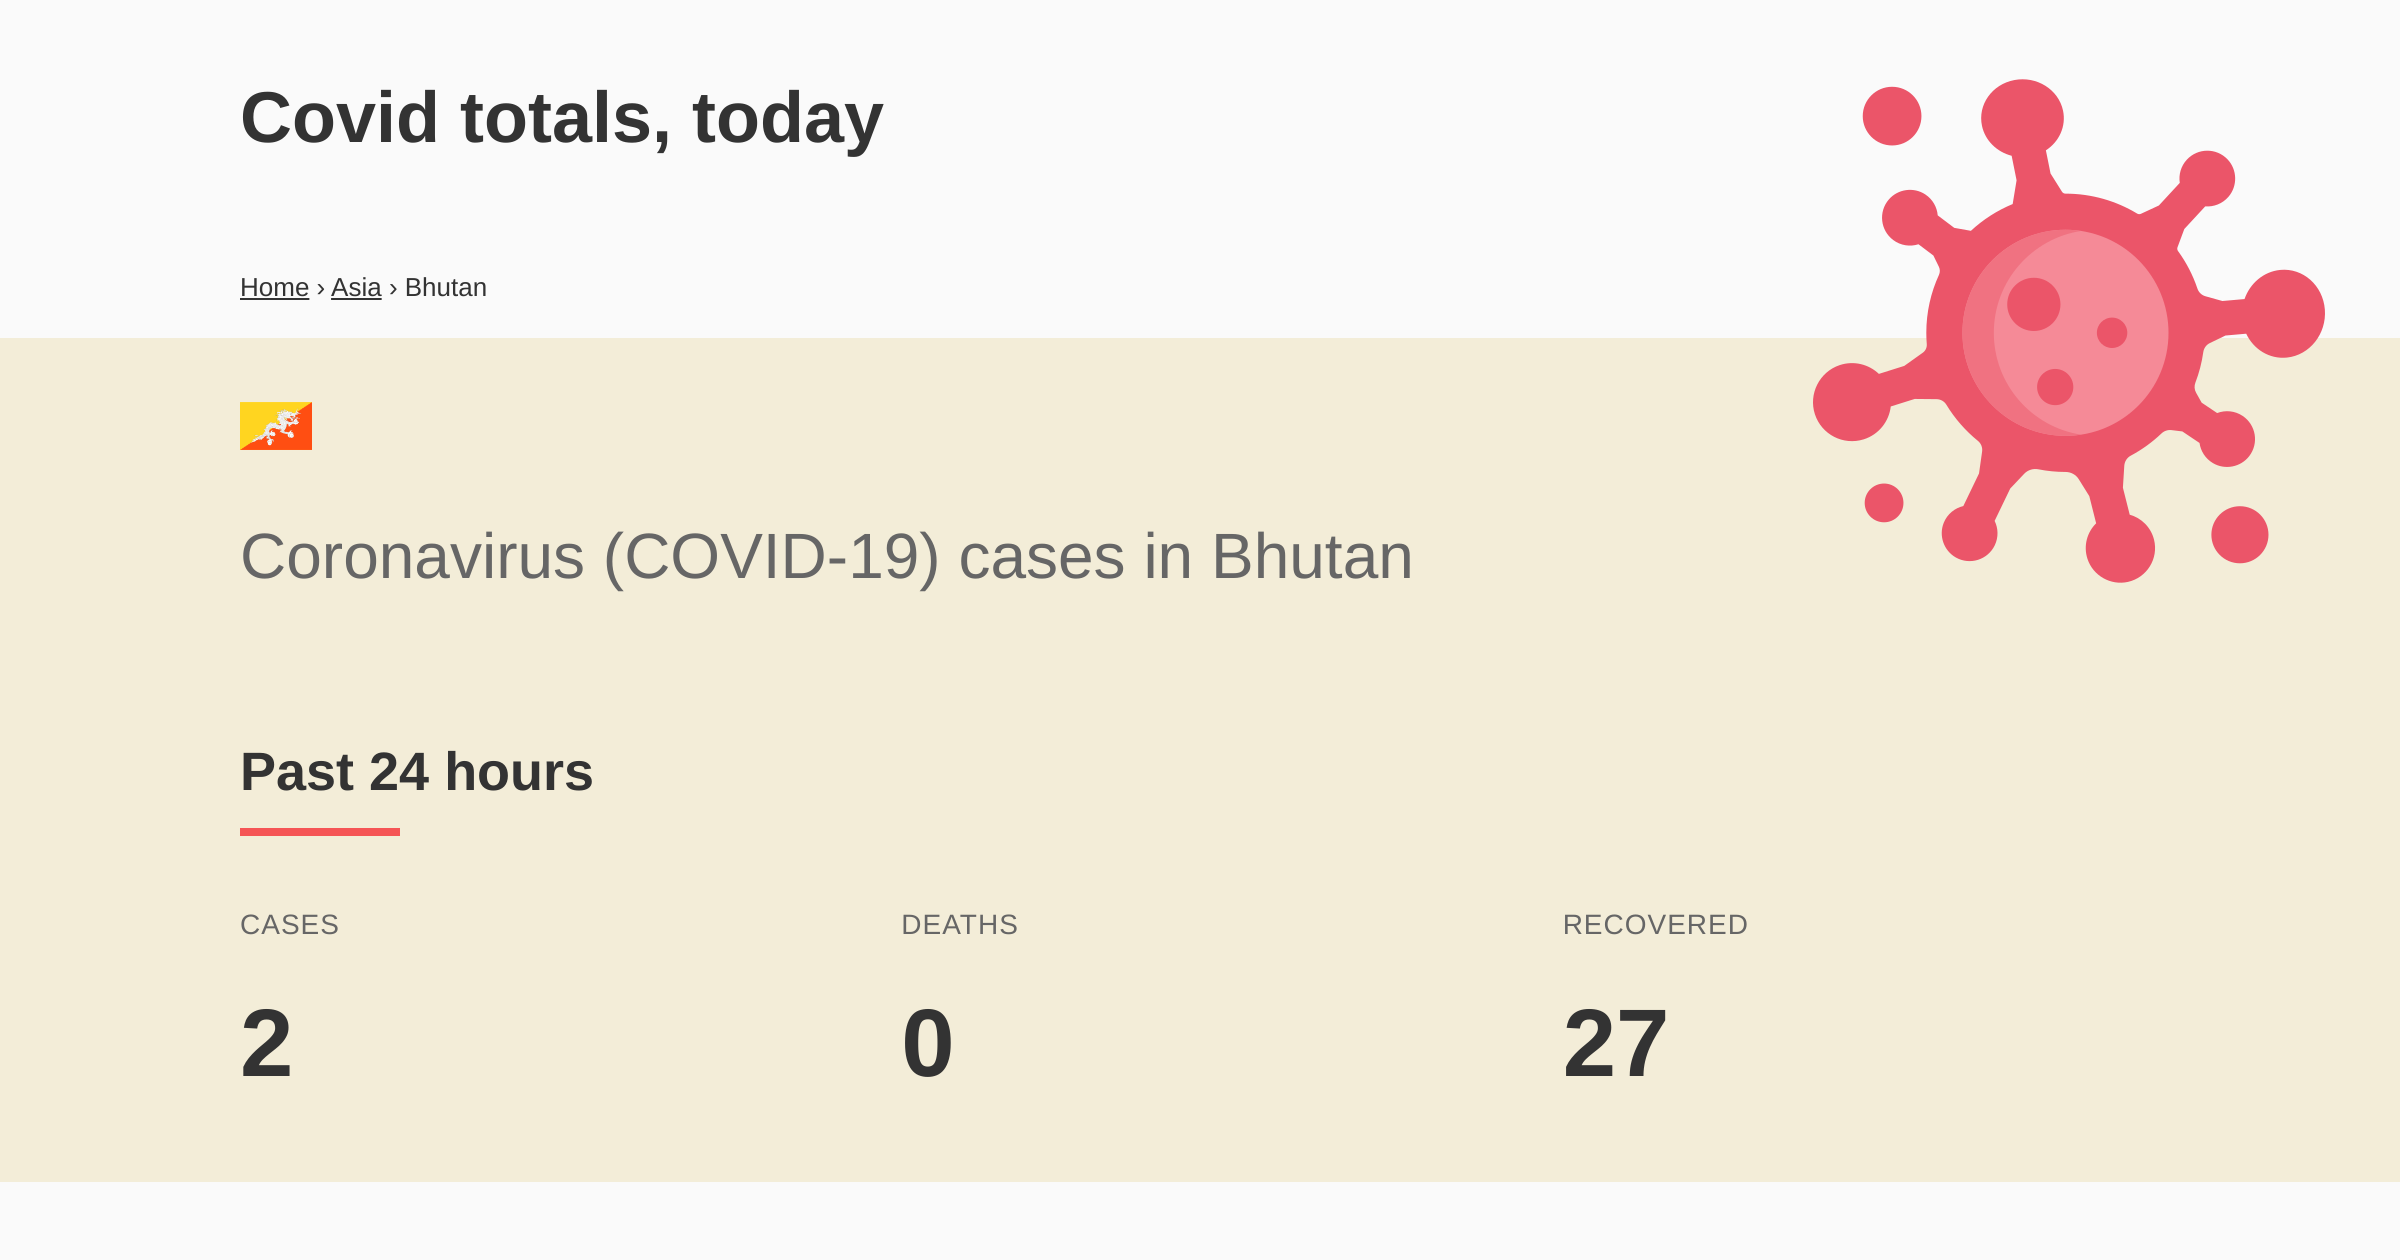 Covid totals, today
Home › Asia › Bhutan
Coronavirus (COVID-19) cases in Bhutan
Past 24 hours
CASES DEATHS RECOVERED
2 0 27